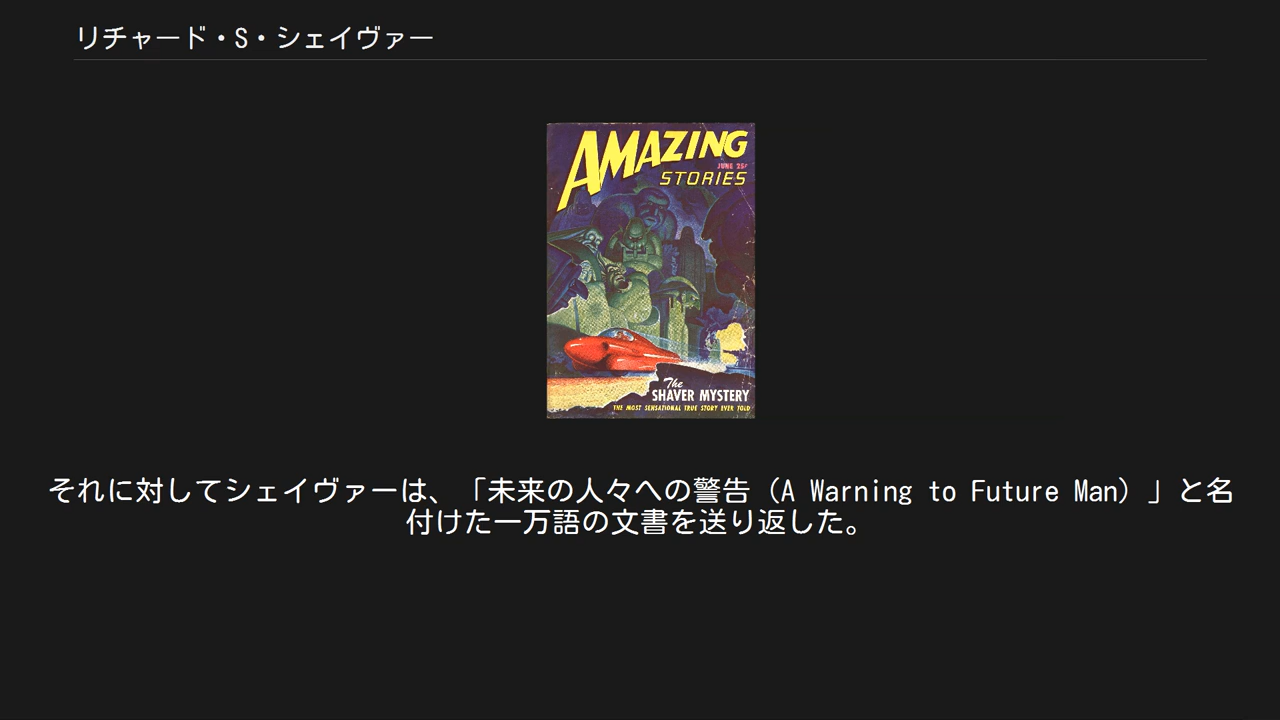 リチャード・S・シェイヴァー
AMAZING
JUNE 25¢
STORIES
The
SHAVER MYSTERY
THE MOST SENSATIONAL TRUE STORY EVER TOLD
それに対してシェイヴァーは、「未来の人々への警告（A Warning to Future Man）」と名
付けた一万語の文書を送り返した。